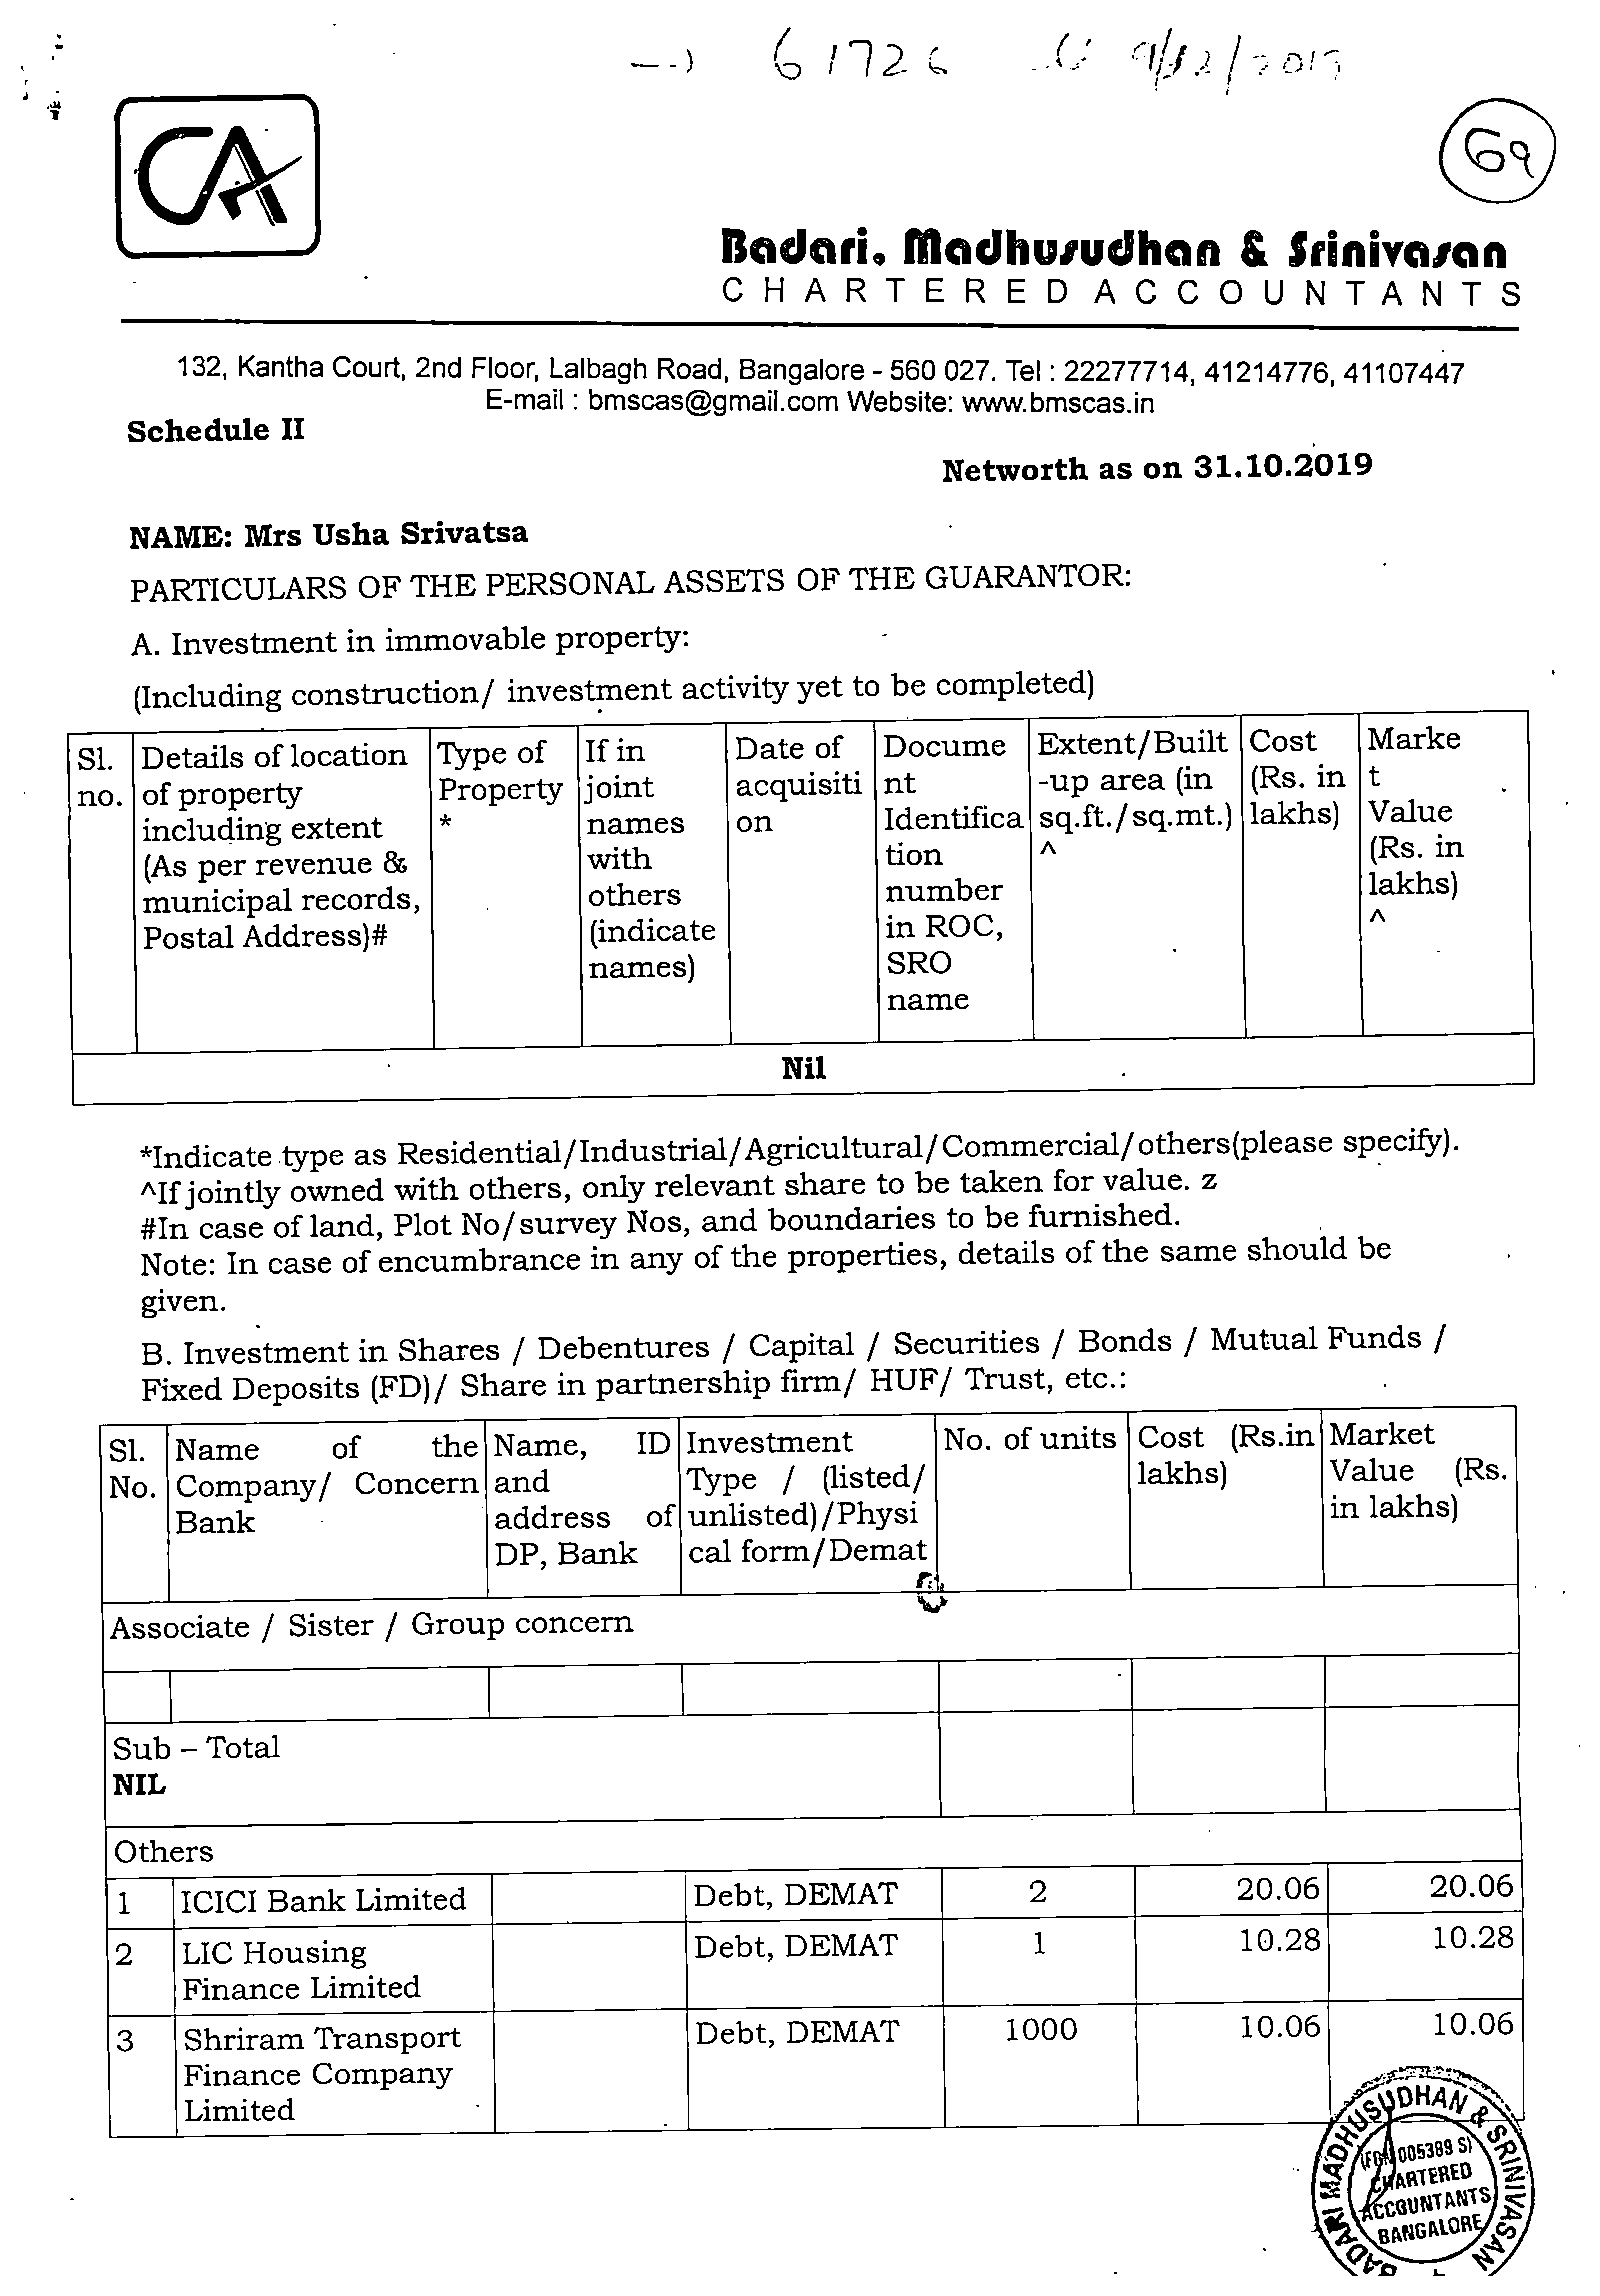 61726
CA
69
Badari, Madhusudhan & Srinivasan
CHARTERED ACCOUNTANTS
132, Kantha Court, 2nd Floor, Lalbagh Road, Bangalore - 560 027. Tel : 22277714, 41214776, 41107447
E-mail : bmscas@gmail.com Website: www.bmscas.in
Schedule II
Networth as on 31.10.2019
NAME: Mrs Usha Srivatsa
PARTICULARS OF THE PERSONAL ASSETS OF THE GUARANTOR:
A. Investment in immovable property:
(Including construction/ investment activity yet to be completed)
Sl. Details of location Type of If in Date of Docume Extent/Built Cost Marke
no. of property Property joint acquisiti nt -up area (in (Rs. in t
including extent * names on Identifica sq.ft./sq.mt.) lakhs) Value
(As per revenue & with tion ^ (Rs. in
municipal records, others number lakhs)
Postal Address)# (indicate in ROC, ^
names) SRO
name
Nil
*Indicate type as Residential/Industrial/Agricultural/Commercial/others(please specify).
^If jointly owned with others, only relevant share to be taken for value. z
#In case of land, Plot No/survey Nos, and boundaries to be furnished.
Note: In case of encumbrance in any of the properties, details of the same should be
given.
B. Investment in Shares / Debentures / Capital / Securities / Bonds / Mutual Funds /
Fixed Deposits (FD)/ Share in partnership firm/ HUF/ Trust, etc.:
Sl. Name of the Name, ID Investment No. of units Cost (Rs.in Market
No. Company/ Concern and Type / (listed/ lakhs) Value (Rs.
Bank address of unlisted)/Physi in lakhs)
DP, Bank cal form/Demat
Associate / Sister / Group concern
Sub – Total
NIL
Others
1 ICICI Bank Limited Debt, DEMAT 2 20.06 20.06
2 LIC Housing Debt, DEMAT 1 10.28 10.28
Finance Limited
3 Shriram Transport Debt, DEMAT 1000 10.06 10.06
Finance Company
Limited
BADARI MADHUSUDHAN & SRINIVASAN
(FRN 005389 S)
CHARTERED
ACCOUNTANTS
BANGALORE